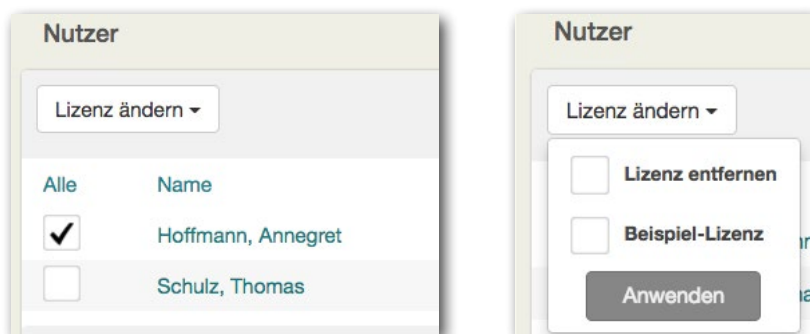 Nutzer
Lizenz ändern
Alle Name
Hoffmann, Annegret
Schulz, Thomas
Nutzer
Lizenz ändern
Lizenz entfernen
Beispiel-Lizenz
Anwenden